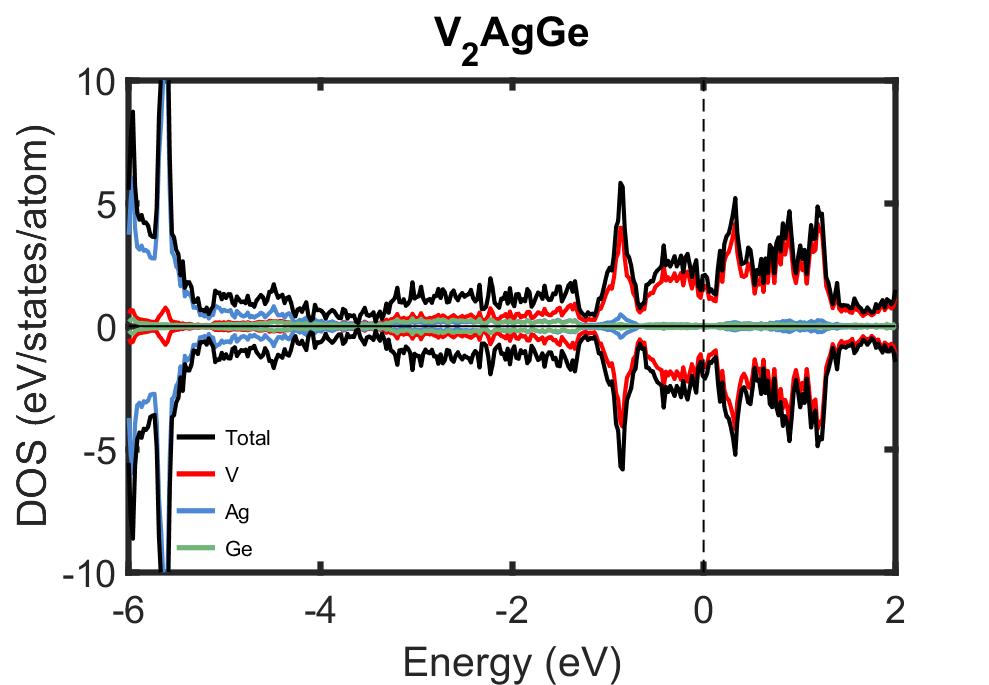 V₂AgGe
DOS (eV/states/atom)
10
5
0
-5
-10
Total
V
Ag
Ge
-6
-4
-2
0
2
Energy (eV)